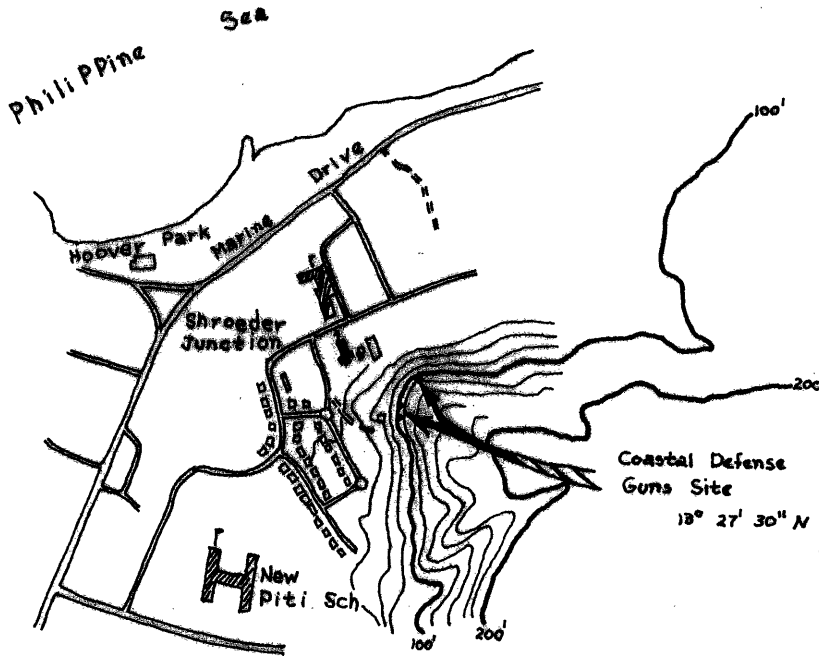 Sea
PhiliPPine
100'
Drive
Marine
Hoover Park
Shroeder
Junction
200'
Coastal Defense
Guns Site
13° 27' 30" N
New
Piti Sch
100'
200'